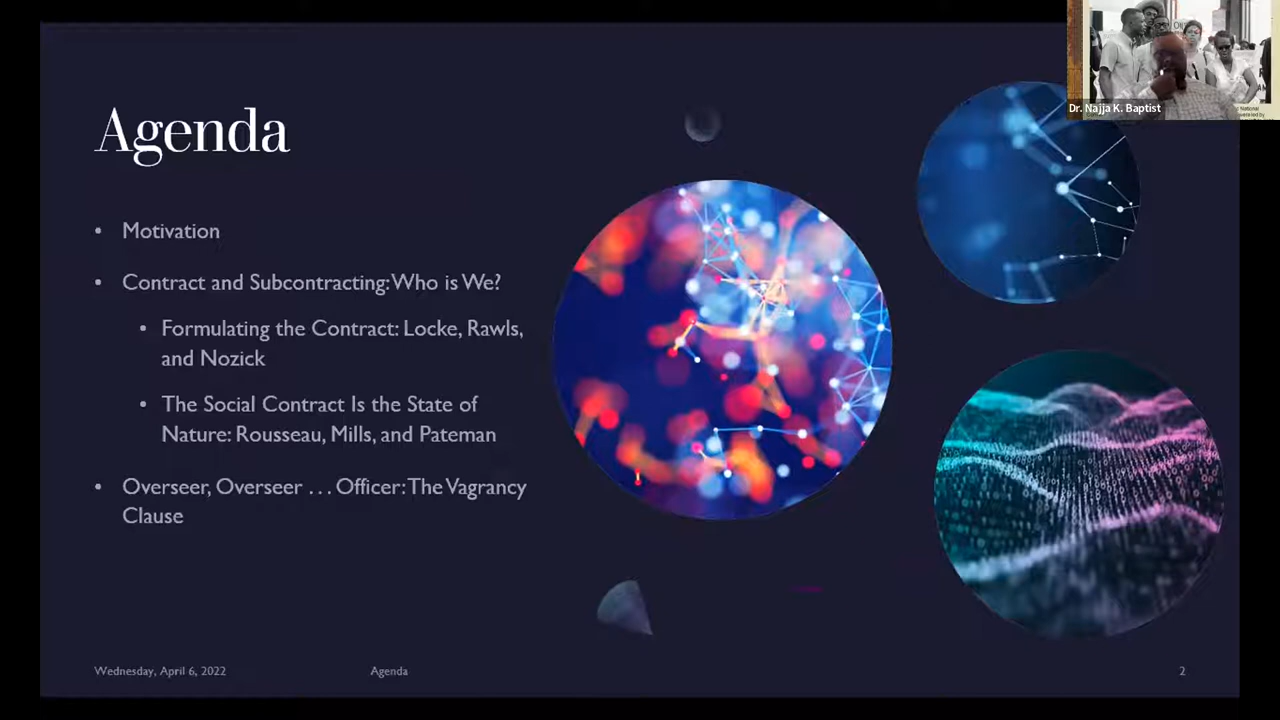 Agenda
• Motivation
• Contract and Subcontracting: Who is We?
• Formulating the Contract: Locke, Rawls,
and Nozick
• The Social Contract Is the State of
Nature: Rousseau, Mills, and Pateman
• Overseer, Overseer . . . Officer: The Vagrancy
Clause
Dr. Najja K. Baptist
Wednesday, April 6, 2022
Agenda
2